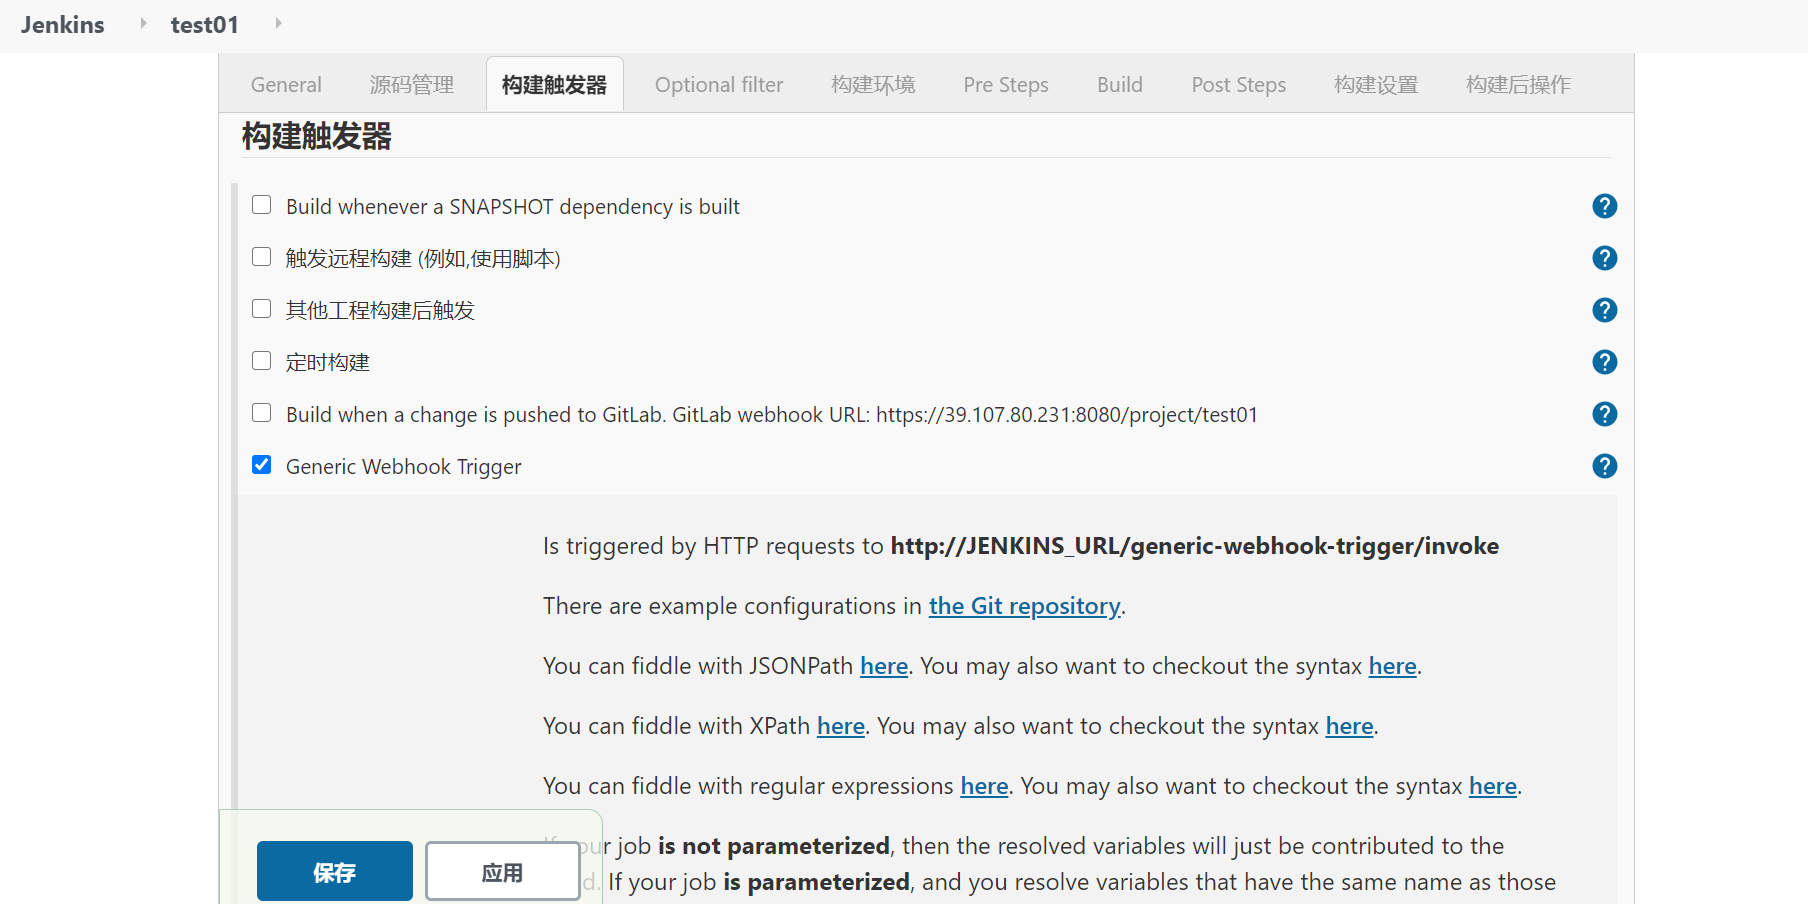 Jenkins test01
General 源码管理 构建触发器 Optional filter 构建环境 Pre Steps Build Post Steps 构建设置 构建后操作
构建触发器
Build whenever a SNAPSHOT dependency is built
触发远程构建 (例如,使用脚本)
其他工程构建后触发
定时构建
Build when a change is pushed to GitLab. GitLab webhook URL: https://39.107.80.231:8080/project/test01
Generic Webhook Trigger
Is triggered by HTTP requests to http://JENKINS_URL/generic-webhook-trigger/invoke
There are example configurations in the Git repository.
You can fiddle with JSONPath here. You may also want to checkout the syntax here.
You can fiddle with XPath here. You may also want to checkout the syntax here.
You can fiddle with regular expressions here. You may also want to checkout the syntax here.
If your job is not parameterized, then the resolved variables will just be contributed to the
If your job is parameterized, and you resolve variables that have the same name as those
保存 应用